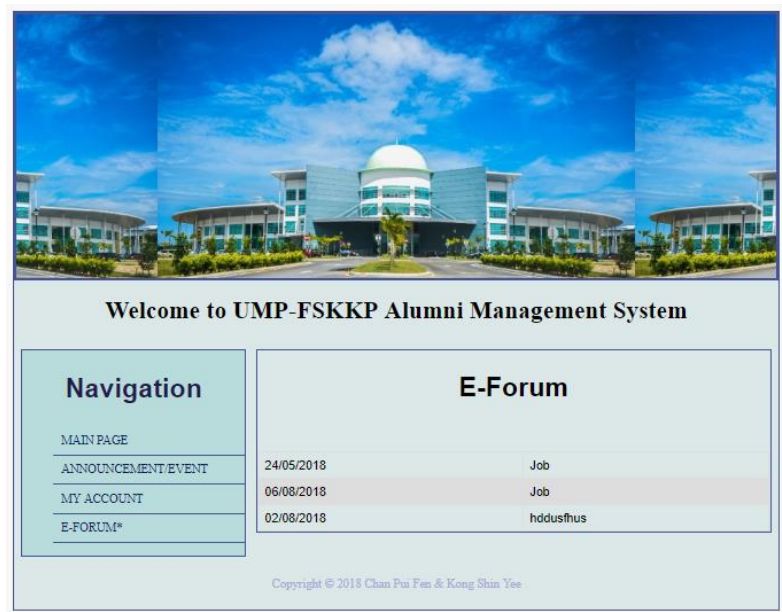 Welcome to UMP-FSKKP Alumni Management System
Navigation
MAIN PAGE
ANNOUNCEMENT/EVENT
MY ACCOUNT
E-FORUM*
E-Forum
24/05/2018 Job
06/08/2018 Job
02/08/2018 hddusfhus
Copyright © 2018 Chan Pui Fen & Kong Shin Yee